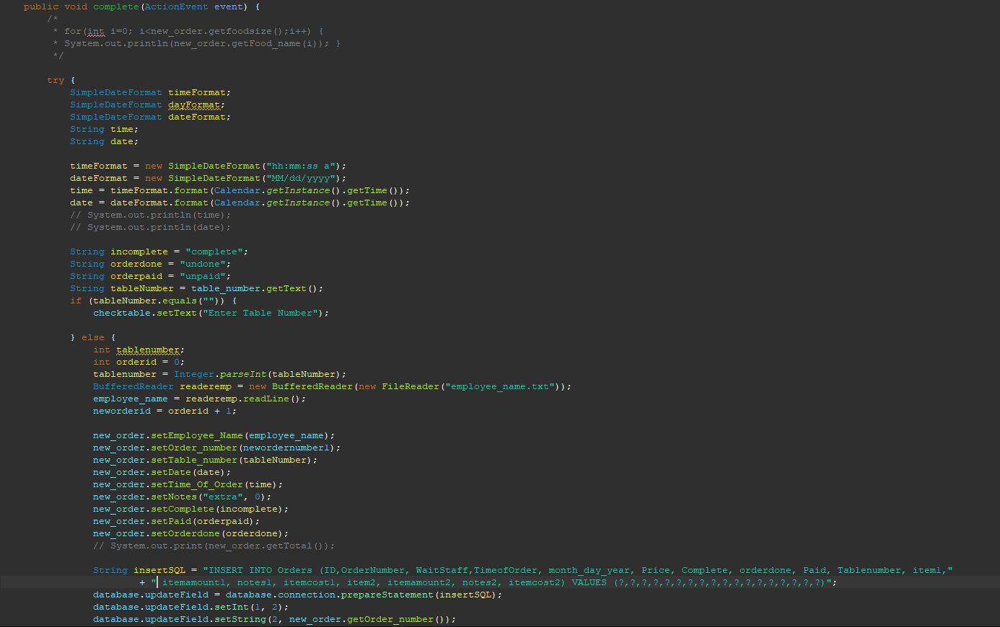 public void complete(ActionEvent event) {
/*
* for(int i=0; i<new_order.getfoodsize();i++) {
* System.out.println(new_order.getFood_name(i)); }
*/
try {
SimpleDateFormat timeFormat;
SimpleDateFormat dayFormat;
SimpleDateFormat dateFormat;
String time;
String date;
timeFormat = new SimpleDateFormat("hh:mm:ss a");
dateFormat = new SimpleDateFormat("MM/dd/yyyy");
time = timeFormat.format(Calendar.getInstance().getTime());
date = dateFormat.format(Calendar.getInstance().getTime());
// System.out.println(time);
// System.out.println(date);
String incomplete = "complete";
String orderdone = "undone";
String orderpaid = "unpaid";
String tableNumber = table_number.getText();
if (tableNumber.equals("")) {
checktable.setText("Enter Table Number");
} else {
int tablenumber;
int orderid = 0;
tablenumber = Integer.parseInt(tableNumber);
BufferedReader readeremp = new BufferedReader(new FileReader("employee_name.txt"));
employee_name = readeremp.readLine();
neworderid = orderid + 1;
new_order.setEmployee_Name(employee_name);
new_order.setOrder_number(newordernumber1);
new_order.setTable_number(tableNumber);
new_order.setDate(date);
new_order.setTime_Of_Order(time);
new_order.setNotes("extra", 0);
new_order.setComplete(incomplete);
new_order.setPaid(orderpaid);
new_order.setOrderdone(orderdone);
// System.out.print(new_order.getTotal());
String insertSQL = "INSERT INTO Orders (ID,OrderNumber, WaitStaff,TimeofOrder, month_day_year, Price, Complete, orderdone, Paid, Tablenumber, item1,"
+ " itemamount1, notes1, itemcost1, item2, itemamount2, notes2, itemcost2) VALUES (?,?,?,?,?,?,?,?,?,?,?,?,?,?,?,?,?,?)";
database.updateField = database.connection.prepareStatement(insertSQL);
database.updateField.setInt(1, 2);
database.updateField.setString(2, new_order.getOrder_number());